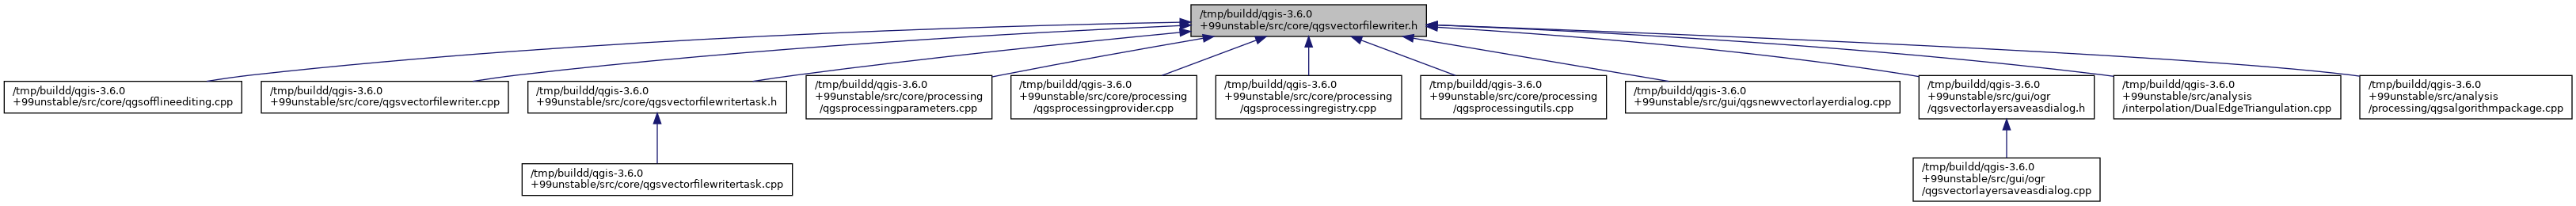 /tmp/buildd/qgis-3.6.0
+99unstable/src/core/qgsvectorfilewriter.h
/tmp/buildd/qgis-3.6.0
+99unstable/src/core/qgsofflineediting.cpp
/tmp/buildd/qgis-3.6.0
+99unstable/src/core/qgsvectorfilewriter.cpp
/tmp/buildd/qgis-3.6.0
+99unstable/src/core/qgsvectorfilewritertask.h
/tmp/buildd/qgis-3.6.0
+99unstable/src/core/processing
/qgsprocessingparameters.cpp
/tmp/buildd/qgis-3.6.0
+99unstable/src/core/processing
/qgsprocessingprovider.cpp
/tmp/buildd/qgis-3.6.0
+99unstable/src/core/processing
/qgsprocessingregistry.cpp
/tmp/buildd/qgis-3.6.0
+99unstable/src/core/processing
/qgsprocessingutils.cpp
/tmp/buildd/qgis-3.6.0
+99unstable/src/gui/qgsnewvectorlayerdialog.cpp
/tmp/buildd/qgis-3.6.0
+99unstable/src/gui/ogr
/qgsvectorlayersaveasdialog.h
/tmp/buildd/qgis-3.6.0
+99unstable/src/analysis
/interpolation/DualEdgeTriangulation.cpp
/tmp/buildd/qgis-3.6.0
+99unstable/src/analysis
/processing/qgsalgorithmpackage.cpp
/tmp/buildd/qgis-3.6.0
+99unstable/src/core/qgsvectorfilewritertask.cpp
/tmp/buildd/qgis-3.6.0
+99unstable/src/gui/ogr
/qgsvectorlayersaveasdialog.cpp